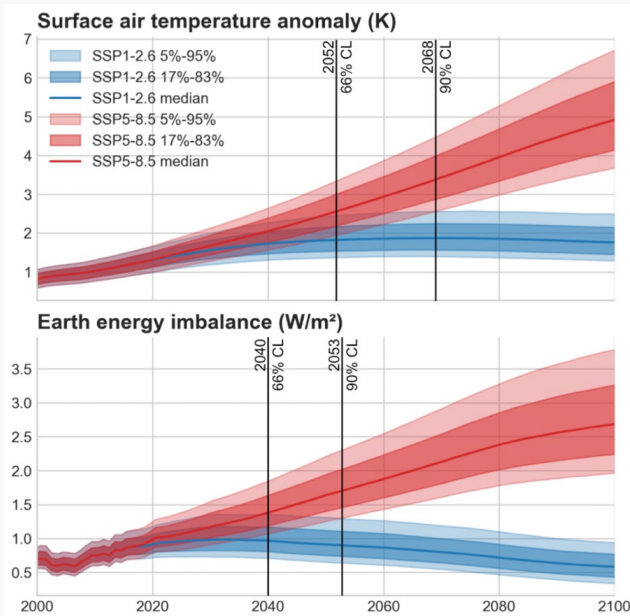 Surface air temperature anomaly (K)
7
6
5
4
3
2
1
SSP1-2.6 5%-95%
SSP1-2.6 17%-83%
SSP1-2.6 median
SSP5-8.5 5%-95%
SSP5-8.5 17%-83%
SSP5-8.5 median
2052
66% CL
2068
90% CL
Earth energy imbalance (W/m²)
3.5
3.0
2.5
2.0
1.5
1.0
0.5
2040
66% CL
2053
90% CL
2000
2020
2040
2060
2080
2100